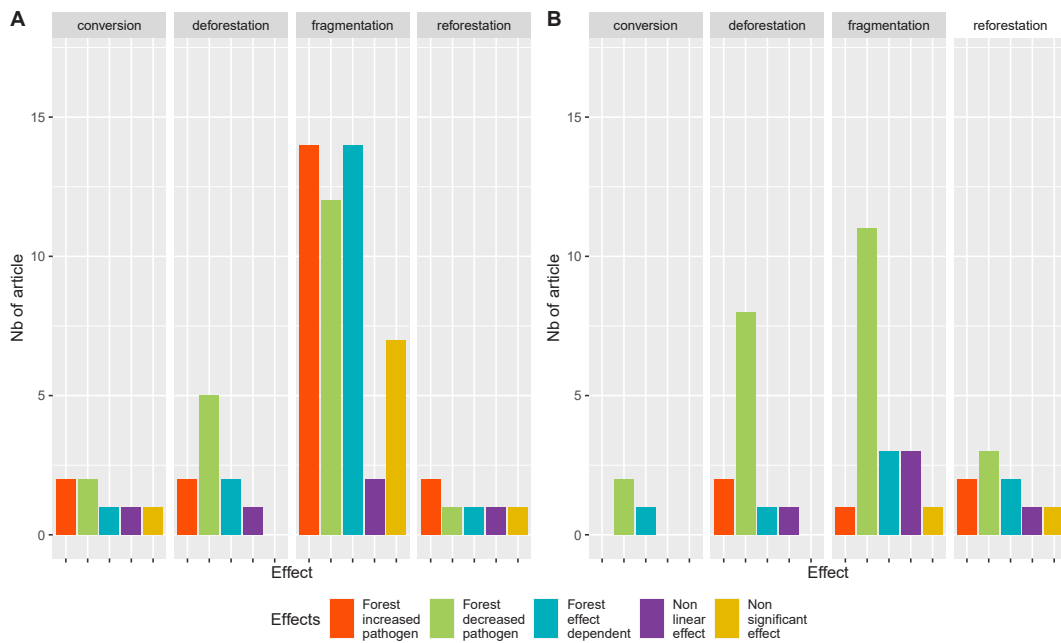 A
conversion
deforestation
fragmentation
reforestation
15
10
5
0
Nb of article
Effect
B
conversion
deforestation
fragmentation
reforestation
15
10
5
0
Nb of article
Effect
Effects
Forest
increased
pathogen
Forest
decreased
pathogen
Forest
effect
dependent
Non
linear
effect
Non
significant
effect